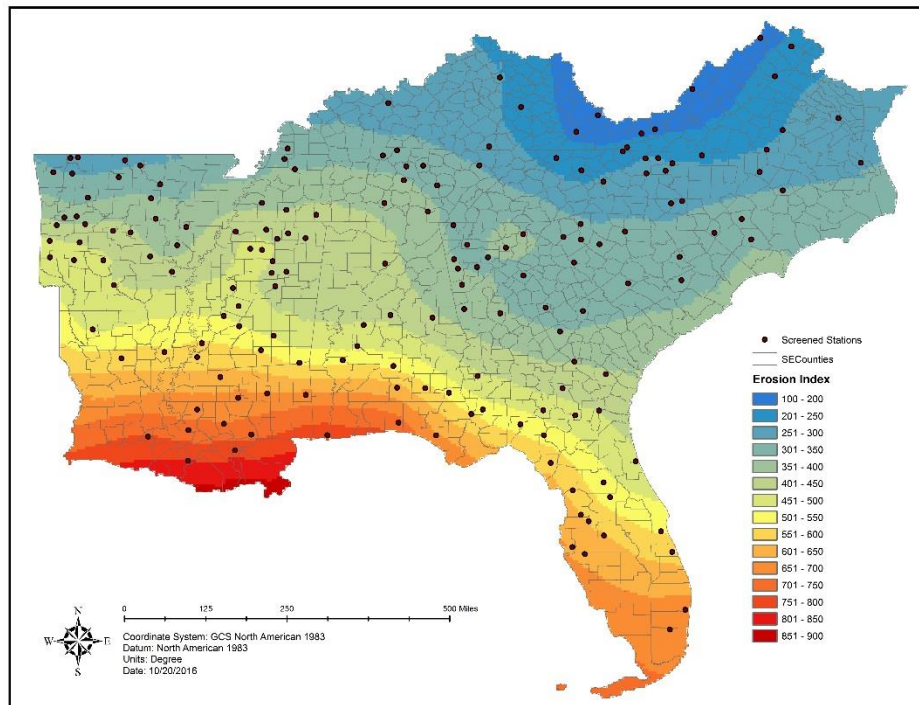 Screened Stations
SECounties
Erosion Index
100 - 200
201 - 250
251 - 300
301 - 350
351 - 400
401 - 450
451 - 500
501 - 550
551 - 600
601 - 650
651 - 700
701 - 750
751 - 800
801 - 850
851 - 900
N
W E
S
0 125 250 500 Miles
Coordinate System: GCS North American 1983
Datum: North American 1983
Units: Degree
Date: 10/20/2016